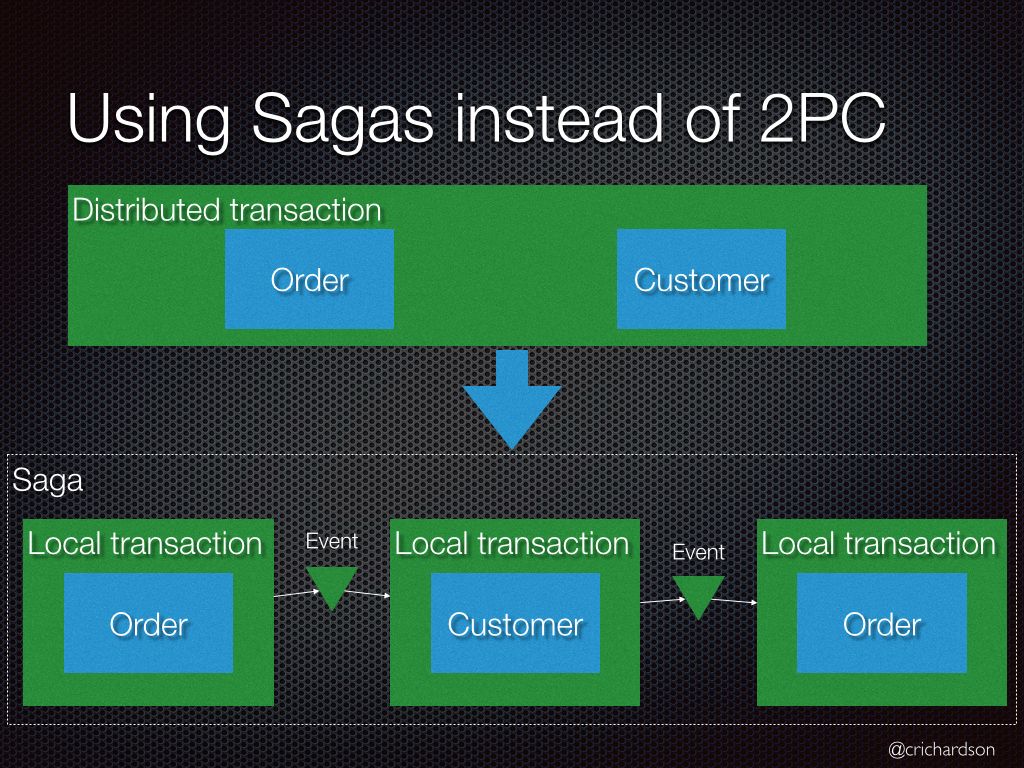 Using Sagas instead of 2PC
Distributed transaction
Order
Customer
Saga
Local transaction
Order
Event
Local transaction
Customer
Event
Local transaction
Order
@crichardson